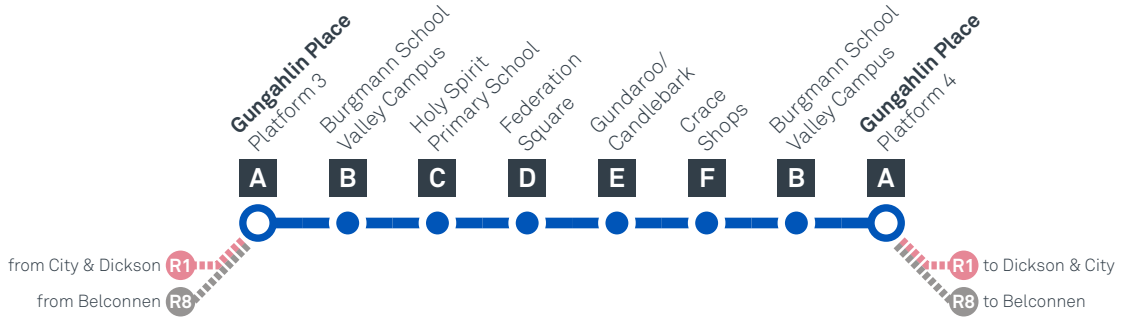 Gungahlin Place
Platform 3
Burgmann School
Valley Campus
Holy Spirit
Primary School
Federation
Square
Gundaroo/
Candlebark
Crace
Shops
Burgmann School
Valley Campus
Gungahlin Place
Platform 4
A
B
C
D
E
F
B
A
from City & Dickson R1
R1 to Dickson & City
from Belconnen R8
R8 to Belconnen